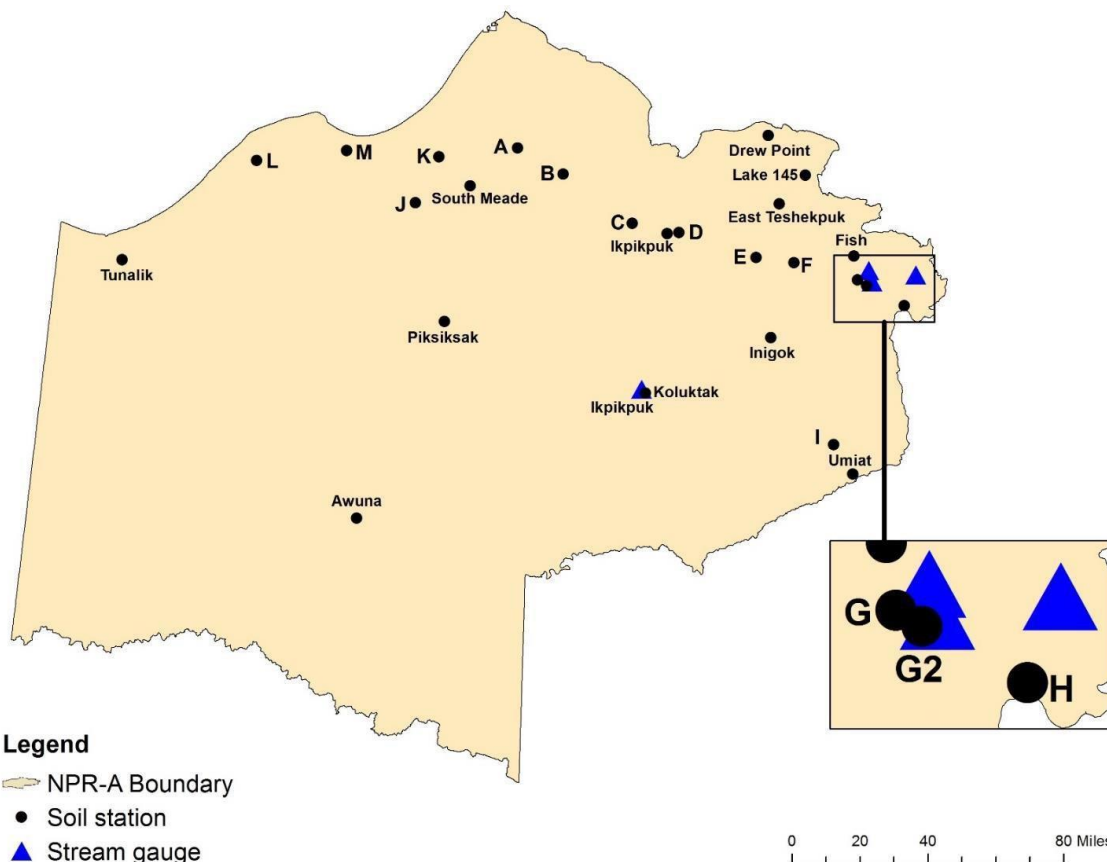 Drew Point
A
M
K
L
B
Lake 145
South Meade
J
East Teshekpuk
C
D
Ikpikpuk
Fish
E
F
Tunalik
Piksiksak
Inigok
Koluktak
Ikpikpuk
I
Umiat
Awuna
G
G2
H
Legend
NPR-A Boundary
Soil station
Stream gauge
0 20 40 80 Miles